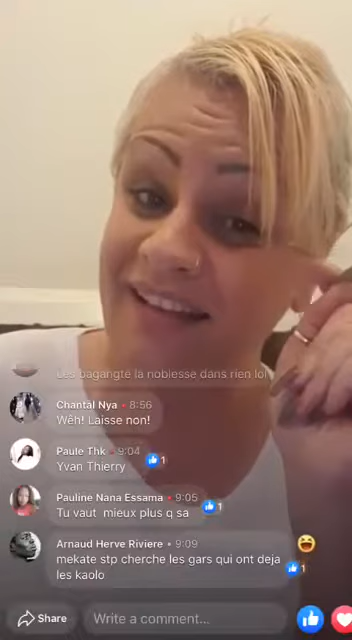 Les bagangté la noblesse dans rien lol
Chantal Nya • 8:56
Wêh! Laisse non!
Paule Thk • 9:04
Yvan Thierry 1
Pauline Nana Essama • 9:05
Tu vaut mieux plus q sa 1
Arnaud Herve Riviere • 9:09
mekate stp cherche les gars qui ont deja
les kaolo 1
Share Write a comment...